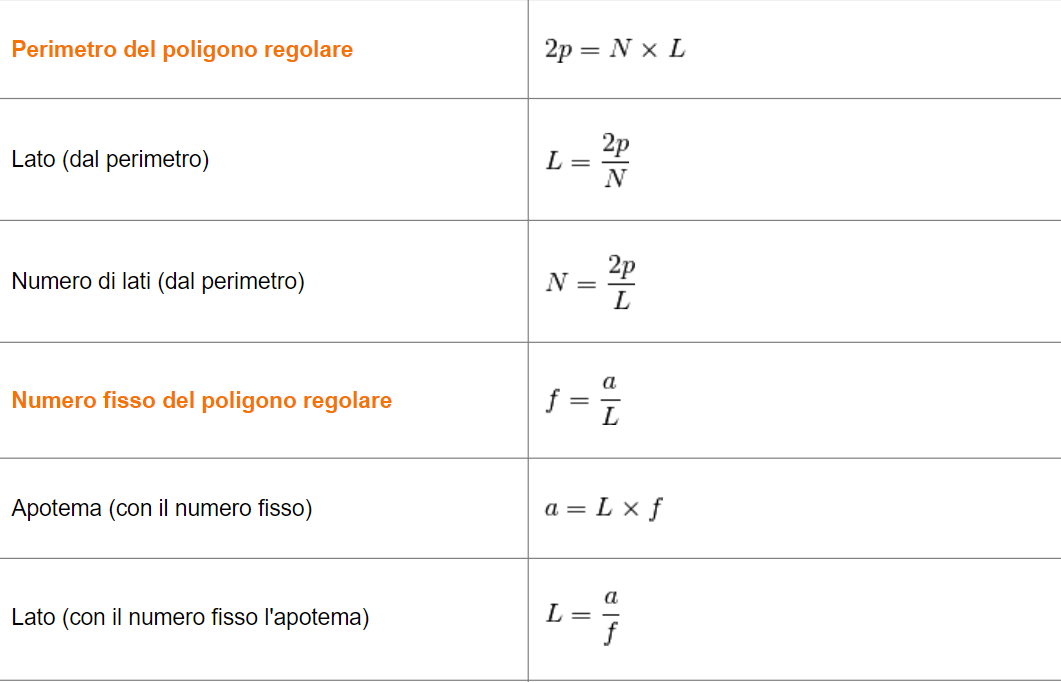 Perimetro del poligono regolare 2p = N × L
Lato (dal perimetro) L = 2p/N
Numero di lati (dal perimetro) N = 2p/L
Numero fisso del poligono regolare f = a/L
Apotema (con il numero fisso) a = L × f
Lato (con il numero fisso l'apotema) L = a/f